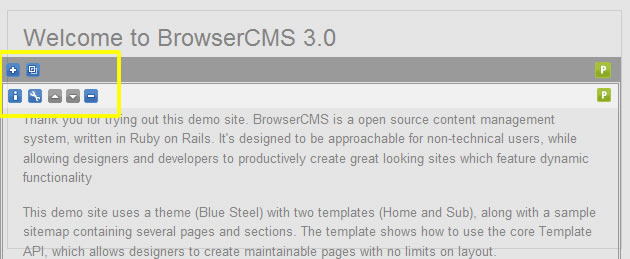 Welcome to BrowserCMS 3.0
P
P
Thank you for trying out this demo site. BrowserCMS is a open source content management
system, written in Ruby on Rails. It's designed to be approachable for non-technical users, while
allowing designers and developers to productively create great looking sites which feature dynamic
functionality
This demo site uses a theme (Blue Steel) with two templates (Home and Sub), along with a sample
sitemap containing several pages and sections. The template shows how to use the core Template
API, which allows designers to create maintainable pages with no limits on layout.